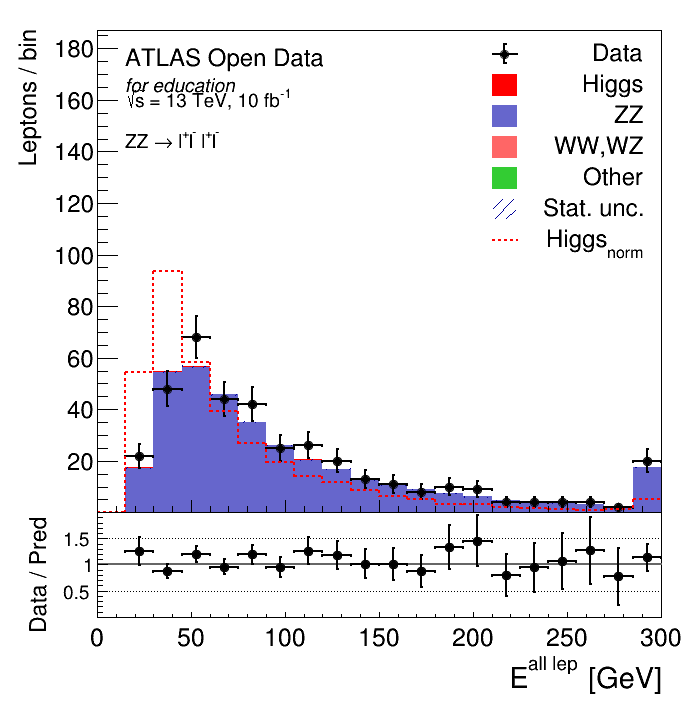 180
160
140
120
100
80
60
40
20
Leptons / bin
ATLAS Open Data
for education
√s = 13 TeV, 10 fb⁻¹
ZZ → l⁺l⁻ l⁺l⁻
Data
Higgs
ZZ
WW,WZ
Other
Stat. unc.
Higgsnorm
Data / Pred
1.5
1
0.5
0 50 100 150 200 250 300
E^all lep [GeV]